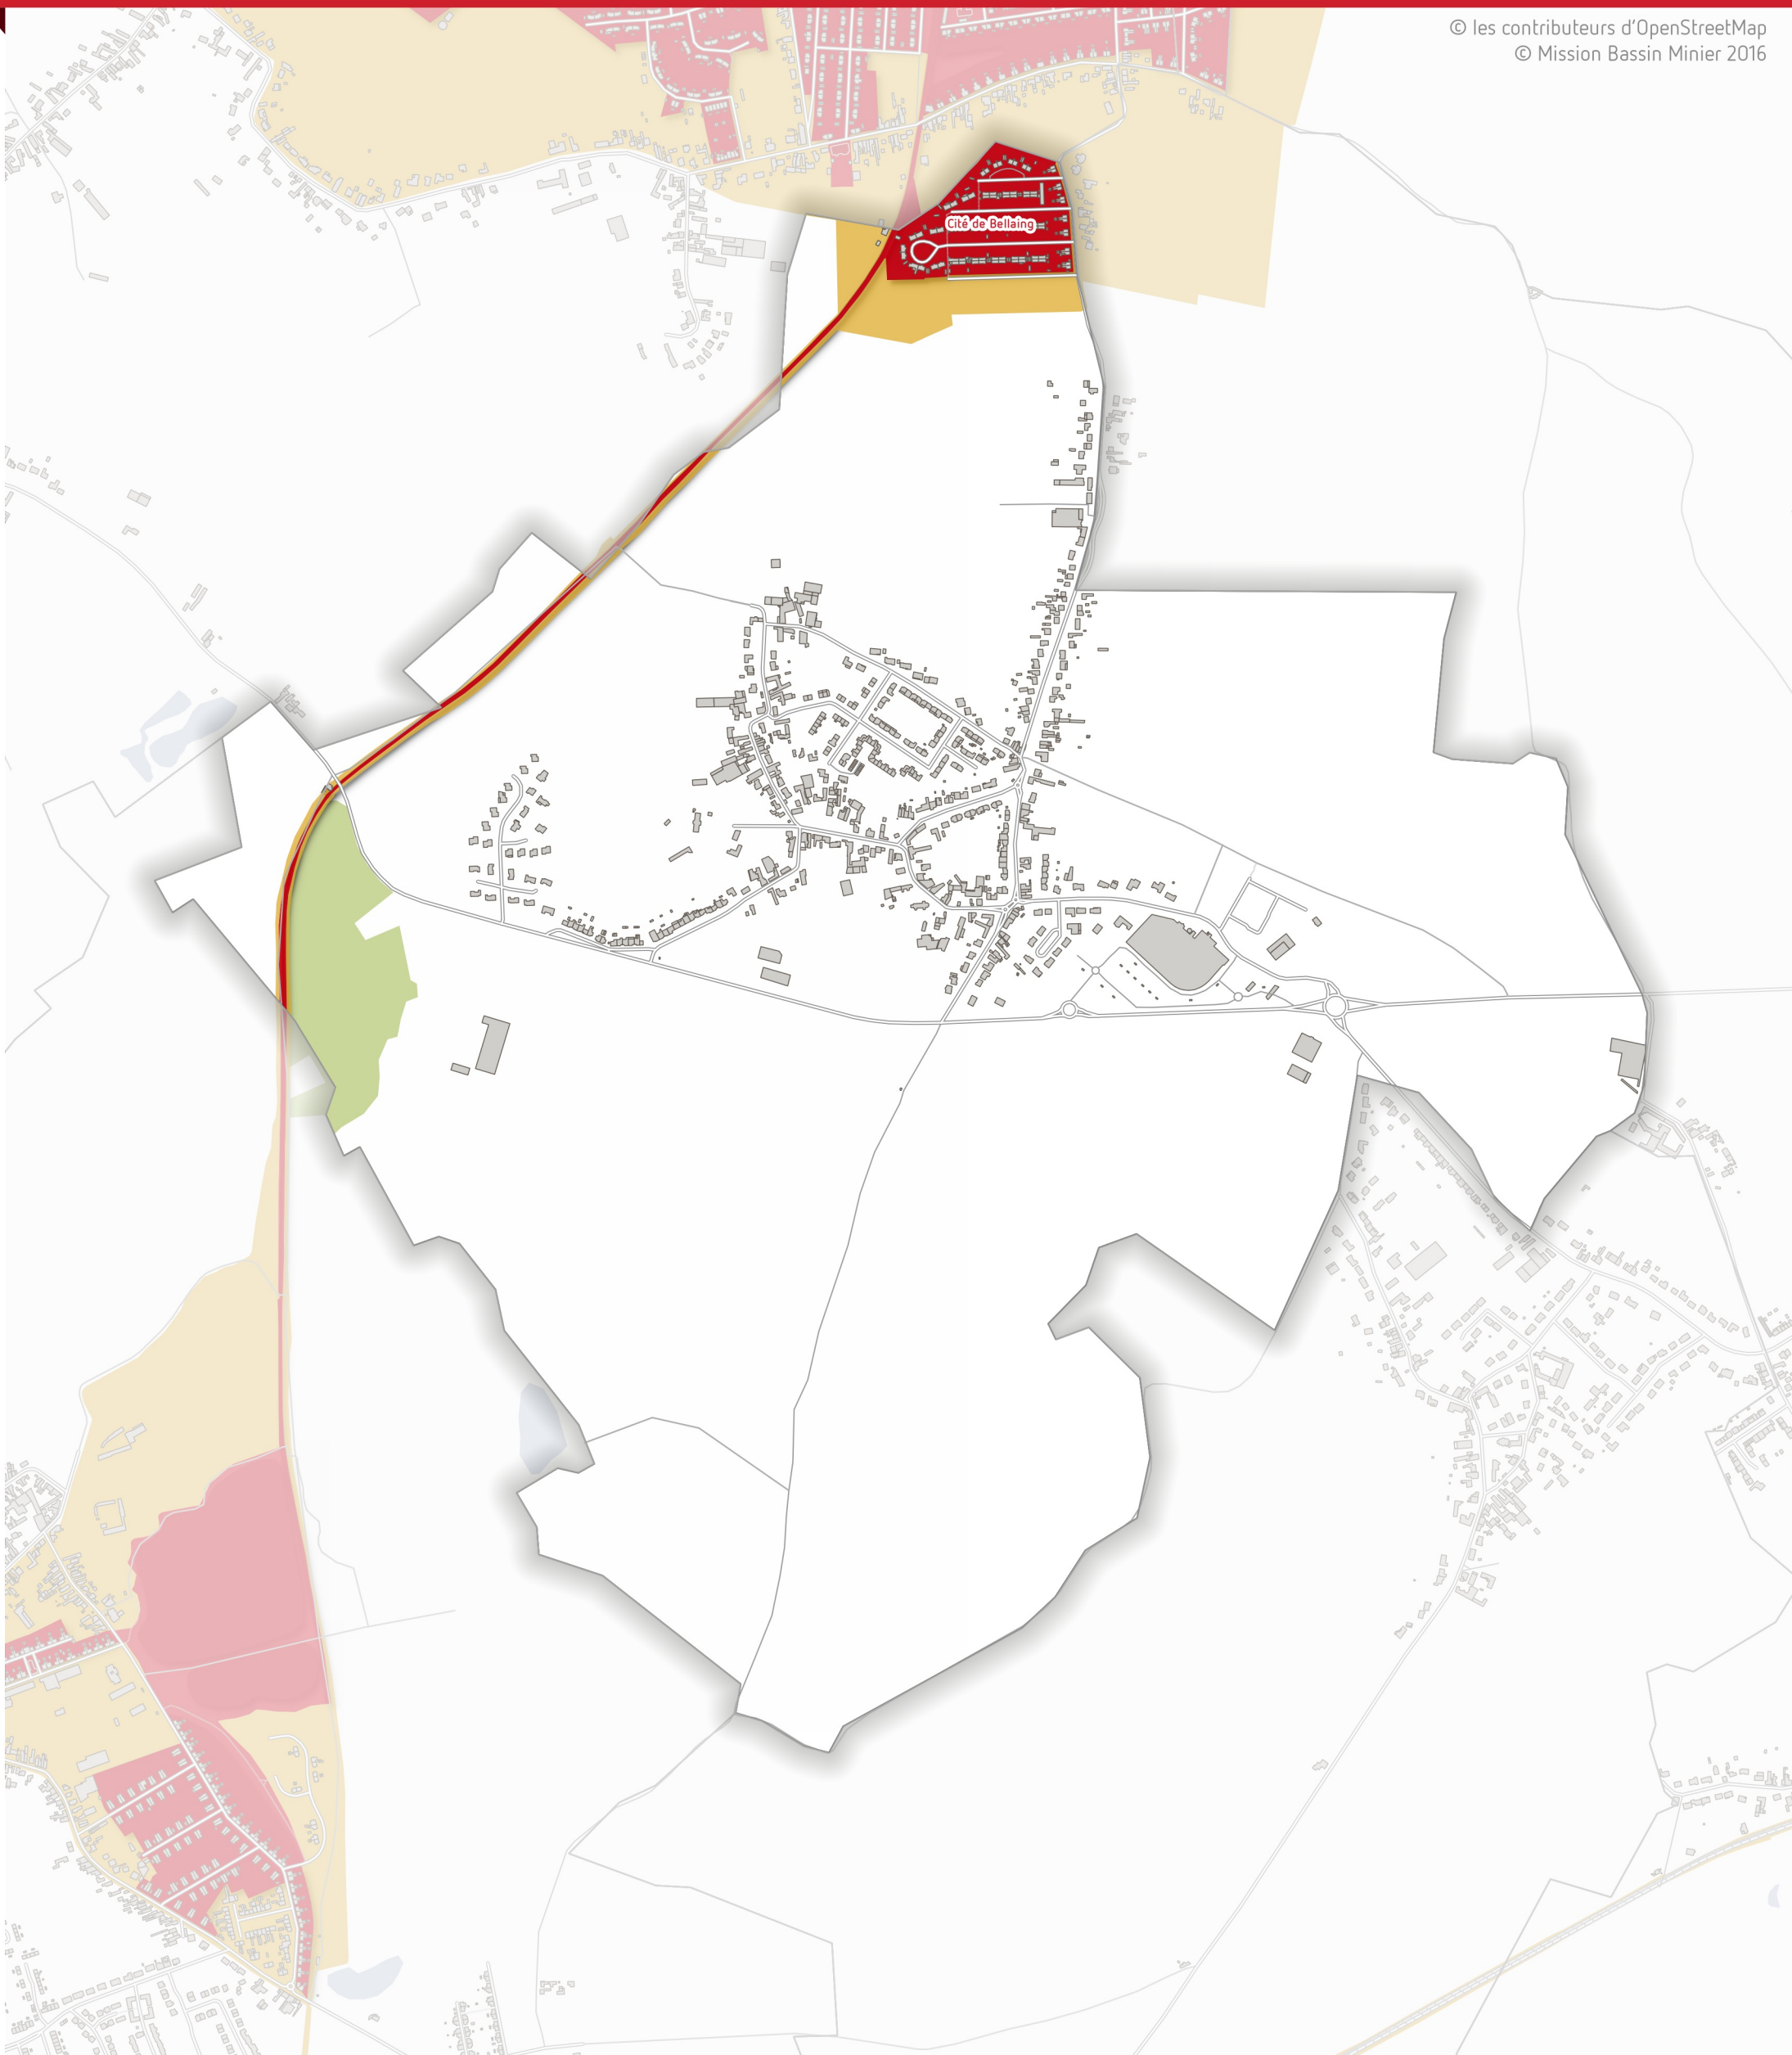 © les contributeurs d'OpenStreetMap
© Mission Bassin Minier 2016
Cité de Bellaing